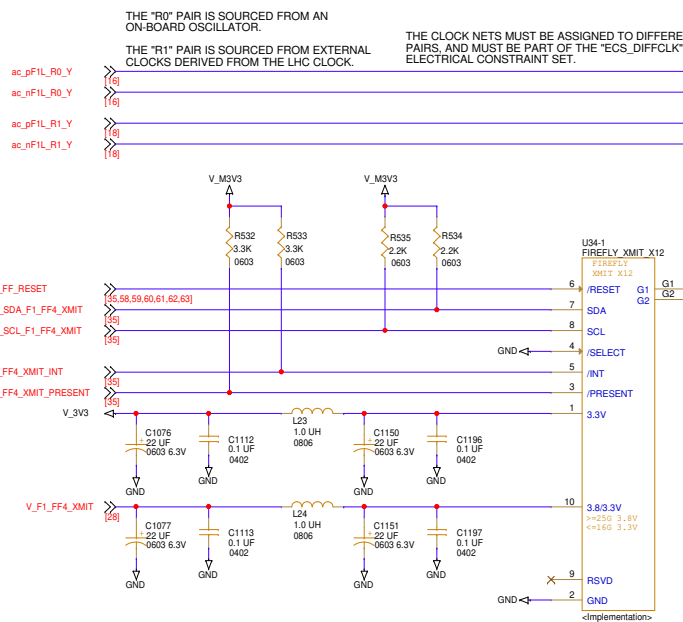 THE "R0" PAIR IS SOURCED FROM AN
ON-BOARD OSCILLATOR.
THE "R1" PAIR IS SOURCED FROM EXTERNAL
CLOCKS DERIVED FROM THE LHC CLOCK.
THE CLOCK NETS MUST BE ASSIGNED TO DIFFERE
PAIRS, AND MUST BE PART OF THE "ECS_DIFFCLK"
ELECTRICAL CONSTRAINT SET.
ac_pF1L_R0_Y
[16]
ac_nF1L_R0_Y
[16]
ac_pF1L_R1_Y
[18]
ac_nF1L_R1_Y
[18]
V_M3V3
V_M3V3
R532
3.3K
0603
R533
3.3K
0603
R535
2.2K
0603
R534
2.2K
0603
U34-1
FIREFLY_XMIT_X12
FIREFLY
XMIT X12
_FF_RESET
[35,58,59,60,61,62,63]
6 /RESET
G1 G1
G2 G2
_SDA_F1_FF4_XMIT
[35]
7 SDA
_SCL_F1_FF4_XMIT
[35]
8 SCL
GND 4 /SELECT
_FF4_XMIT_INT
[35]
5 /INT
_FF4_XMIT_PRESENT
[35]
3 /PRESENT
V_3V3
1 3.3V
L23
1.0 UH
0806
C1076
22 UF
0603 6.3V
C1112
0.1 UF
0402
C1150
22 UF
0603 6.3V
C1196
0.1 UF
0402
GND
GND
GND
GND
V_F1_FF4_XMIT
[28]
10 3.8/3.3V
>=25G 3.8V
<=16G 3.3V
L24
1.0 UH
0806
C1077
22 UF
0603 6.3V
C1113
0.1 UF
0402
C1151
22 UF
0603 6.3V
C1197
0.1 UF
0402
GND
GND
GND
GND
9 RSVD
GND 2 GND
<Implementation>